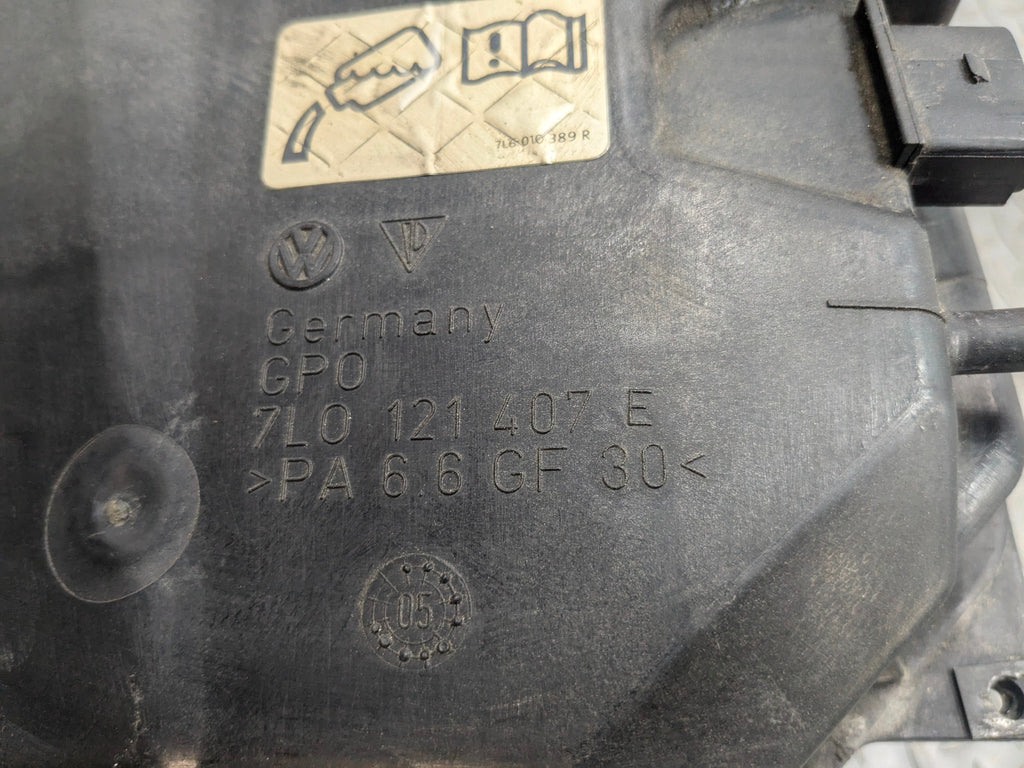 !
7L6 010 389 R
Germany
GPO
7L0 121 407 E
>PA 6.6 GF 30<
05